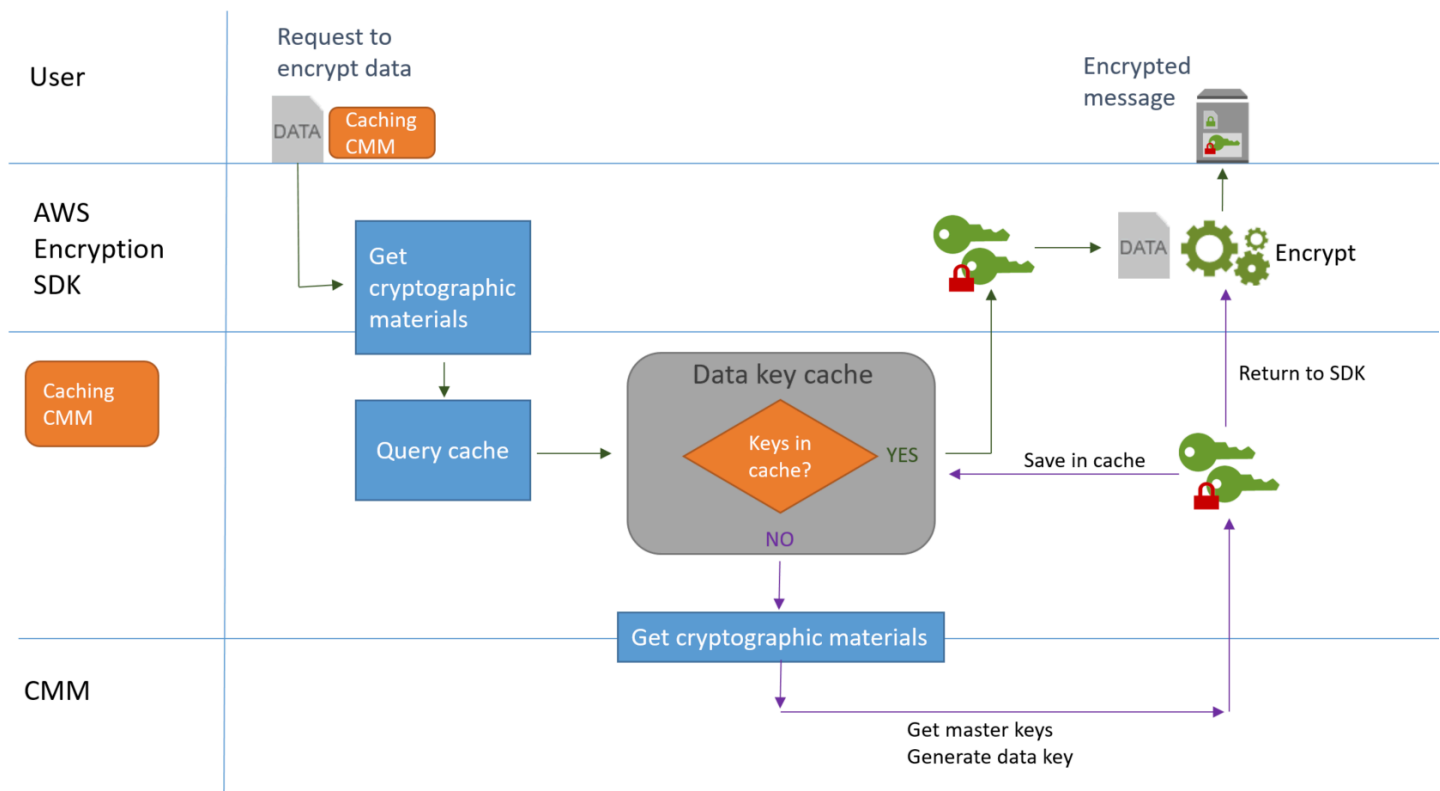 Request to
encrypt data
User
Encrypted
message
DATA
Caching
CMM
AWS
Encryption
SDK
Get
cryptographic
materials
DATA
Encrypt
Caching
CMM
Data key cache
Return to SDK
Query cache
Keys in
cache?
YES
Save in cache
NO
Get cryptographic materials
CMM
Get master keys
Generate data key